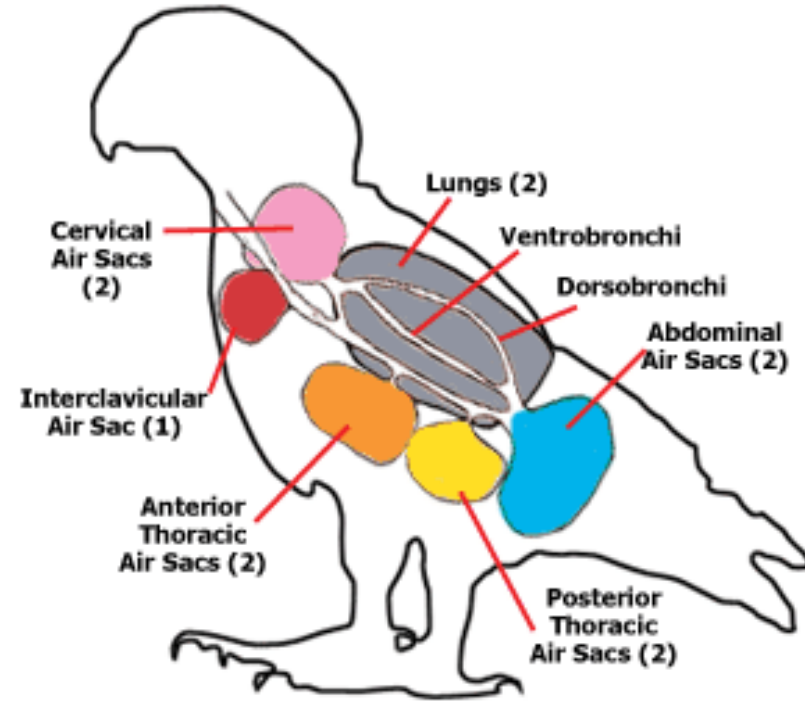 Lungs (2)
Cervical
Air Sacs
(2)
Ventrobronchi
Dorsobronchi
Abdominal
Air Sacs (2)
Interclavicular
Air Sac (1)
Anterior
Thoracic
Air Sacs (2)
Posterior
Thoracic
Air Sacs (2)